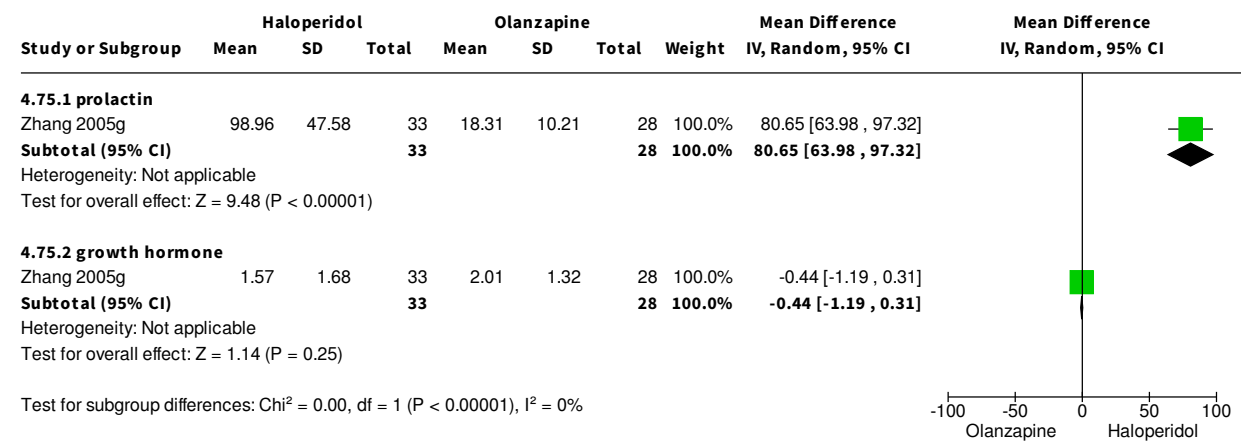 Haloperidol Olanzapine Mean Difference Mean Difference
Study or Subgroup Mean SD Total Mean SD Total Weight IV, Random, 95% CI IV, Random, 95% CI
4.75.1 prolactin
Zhang 2005g 98.96 47.58 33 18.31 10.21 28 100.0% 80.65 [63.98 , 97.32]
Subtotal (95% CI) 33 28 100.0% 80.65 [63.98 , 97.32]
Heterogeneity: Not applicable
Test for overall effect: Z = 9.48 (P < 0.00001)
4.75.2 growth hormone
Zhang 2005g 1.57 1.68 33 2.01 1.32 28 100.0% -0.44 [-1.19 , 0.31]
Subtotal (95% CI) 33 28 100.0% -0.44 [-1.19 , 0.31]
Heterogeneity: Not applicable
Test for overall effect: Z = 1.14 (P = 0.25)
Test for subgroup differences: Chi² = 0.00, df = 1 (P < 0.00001), I² = 0%
-100 -50 0 50 100
Olanzapine Haloperidol